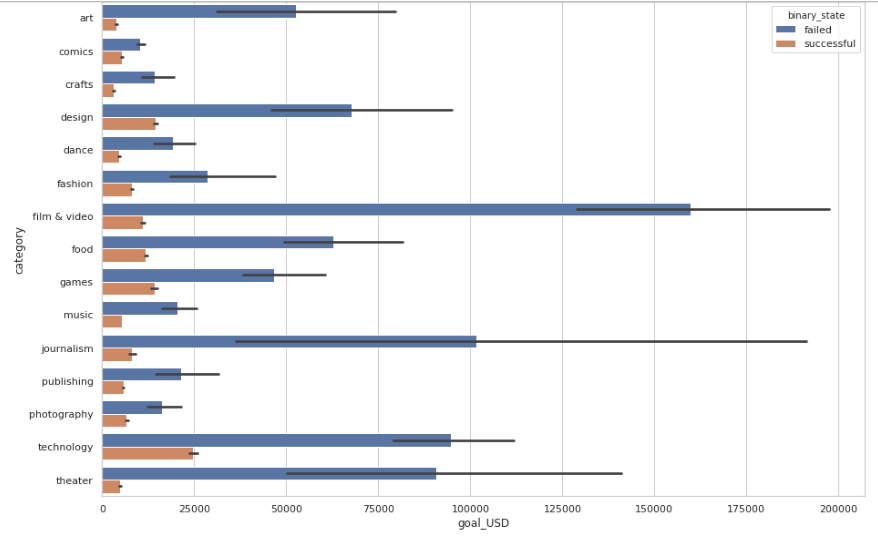 binary_state
failed
successful
category
art
comics
crafts
design
dance
fashion
film & video
food
games
music
journalism
publishing
photography
technology
theater
0 25000 50000 75000 100000 125000 150000 175000 200000
goal_USD